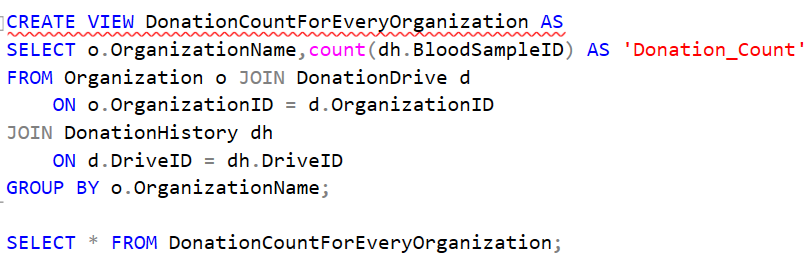 CREATE VIEW DonationCountForEveryOrganization AS
SELECT o.OrganizationName,count(dh.BloodSampleID) AS 'Donation_Count'
FROM Organization o JOIN DonationDrive d
    ON o.OrganizationID = d.OrganizationID
JOIN DonationHistory dh
    ON d.DriveID = dh.DriveID
GROUP BY o.OrganizationName;

SELECT * FROM DonationCountForEveryOrganization;